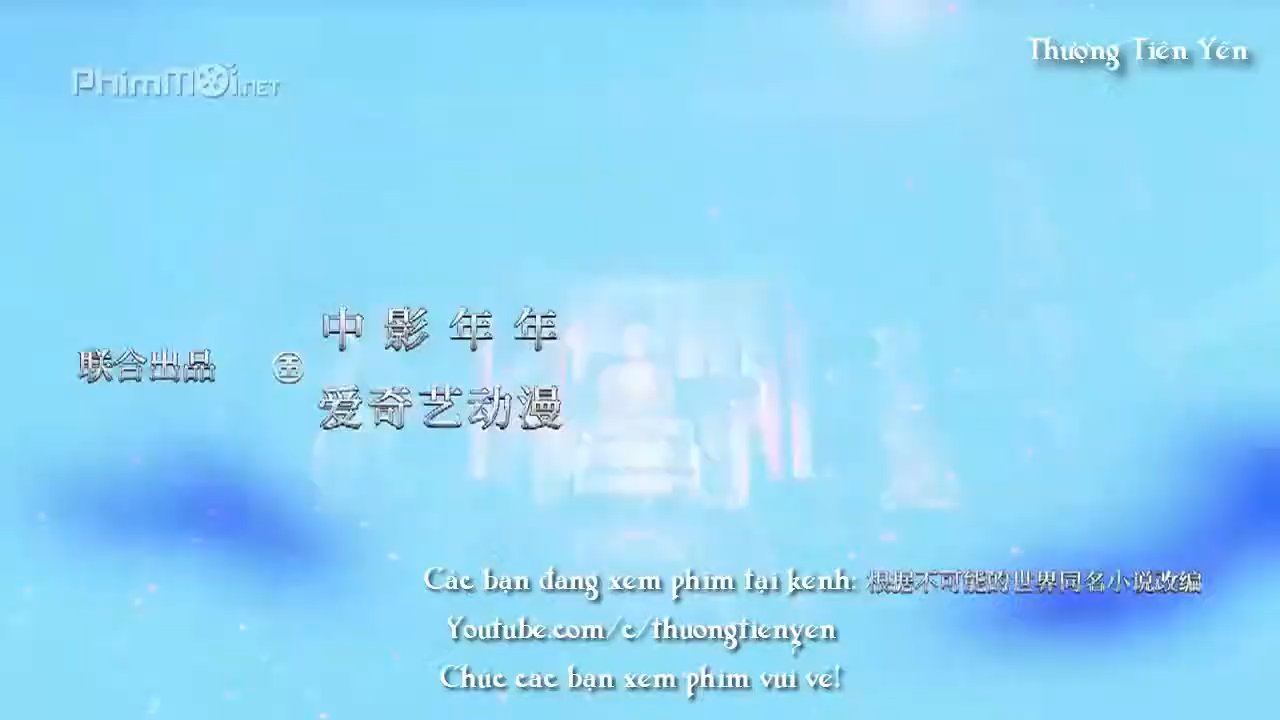 Thượng Tiên Yến
PhimMoi.NET
中影年年
联合出品
爱奇艺动漫
Các bạn đang xem phim tại kênh:
根据不可能的世界同名小说改编
Youtube.com/c/thuongtienyen
Chúc các bạn xem phim vui vẻ!